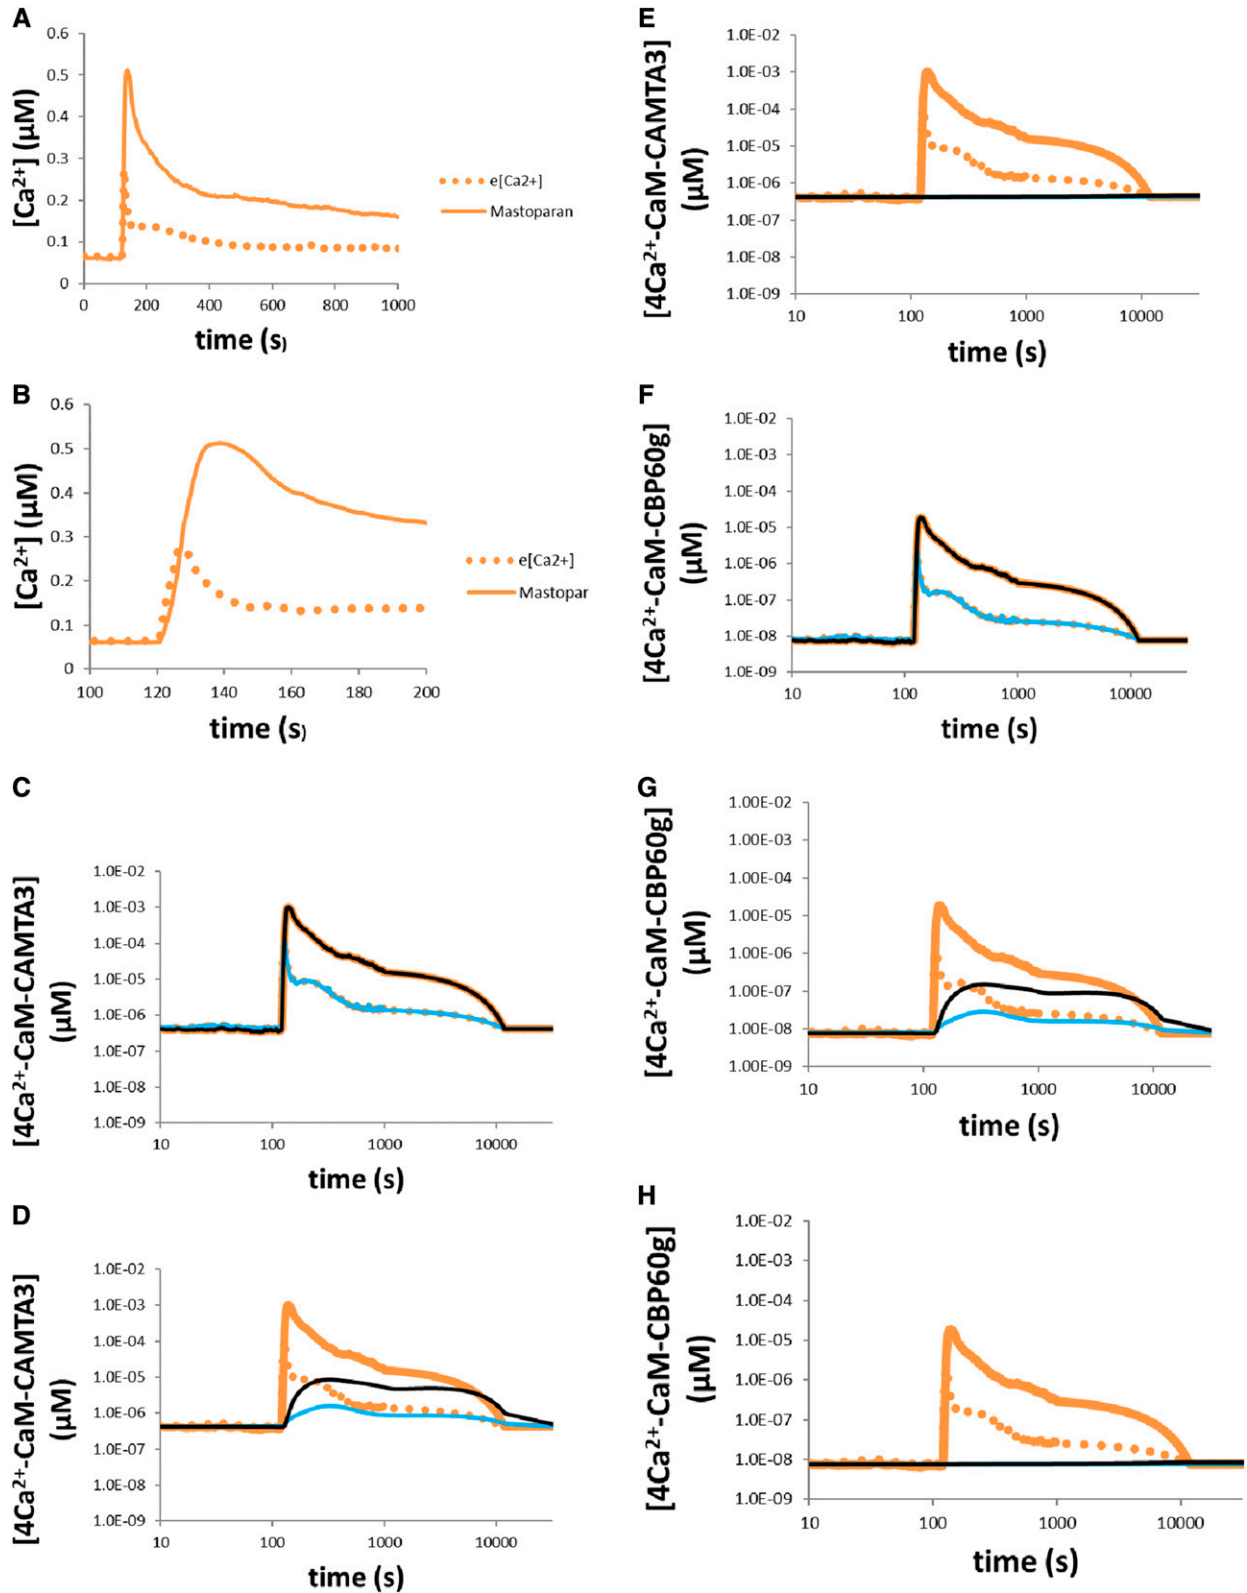 A
0.6
0.5
0.4
0.3
0.2
0.1
0
[Ca2+] (µM)
0 200 400 600 800 1000
time (s)
e[Ca2+]
Mastoparan
B
0.6
0.5
0.4
0.3
0.2
0.1
0
[Ca2+] (µM)
100 120 140 160 180 200
time (s)
e[Ca2+]
Mastopar
C
[4Ca2+-CaM-CAMTA3]
(µM)
1.0E-02
1.0E-03
1.0E-04
1.0E-05
1.0E-06
1.0E-07
1.0E-08
1.0E-09
10 100 1000 10000
time (s)
D
[4Ca2+-CaM-CAMTA3]
(µM)
1.0E-02
1.0E-03
1.0E-04
1.0E-05
1.0E-06
1.0E-07
1.0E-08
1.0E-09
10 100 1000 10000
time (s)
E
[4Ca2+-CaM-CAMTA3]
(µM)
1.0E-02
1.0E-03
1.0E-04
1.0E-05
1.0E-06
1.0E-07
1.0E-08
1.0E-09
10 100 1000 10000
time (s)
F
[4Ca2+-CaM-CBP60g]
(µM)
1.0E-02
1.0E-03
1.0E-04
1.0E-05
1.0E-06
1.0E-07
1.0E-08
1.0E-09
10 100 1000 10000
time (s)
G
[4Ca2+-CaM-CBP60g]
(µM)
1.00E-02
1.00E-03
1.00E-04
1.00E-05
1.00E-06
1.00E-07
1.00E-08
1.00E-09
10 100 1000 10000
time (s)
H
[4Ca2+-CaM-CBP60g]
(µM)
1.0E-02
1.0E-03
1.0E-04
1.0E-05
1.0E-06
1.0E-07
1.0E-08
1.0E-09
10 100 1000 10000
time (s)